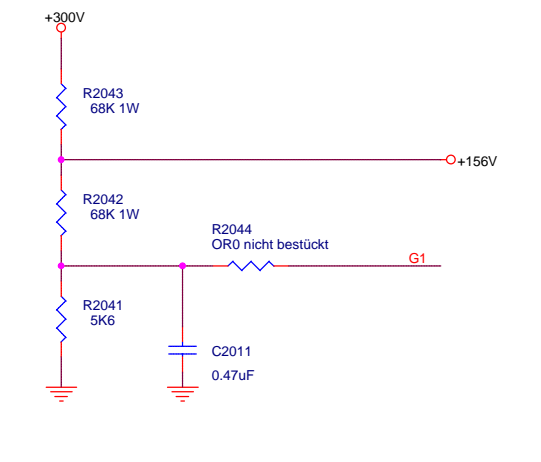 +300V
R2043
68K 1W
+156V
R2042
68K 1W
R2044
OR0 nicht bestückt
G1
R2041
5K6
C2011
0.47uF